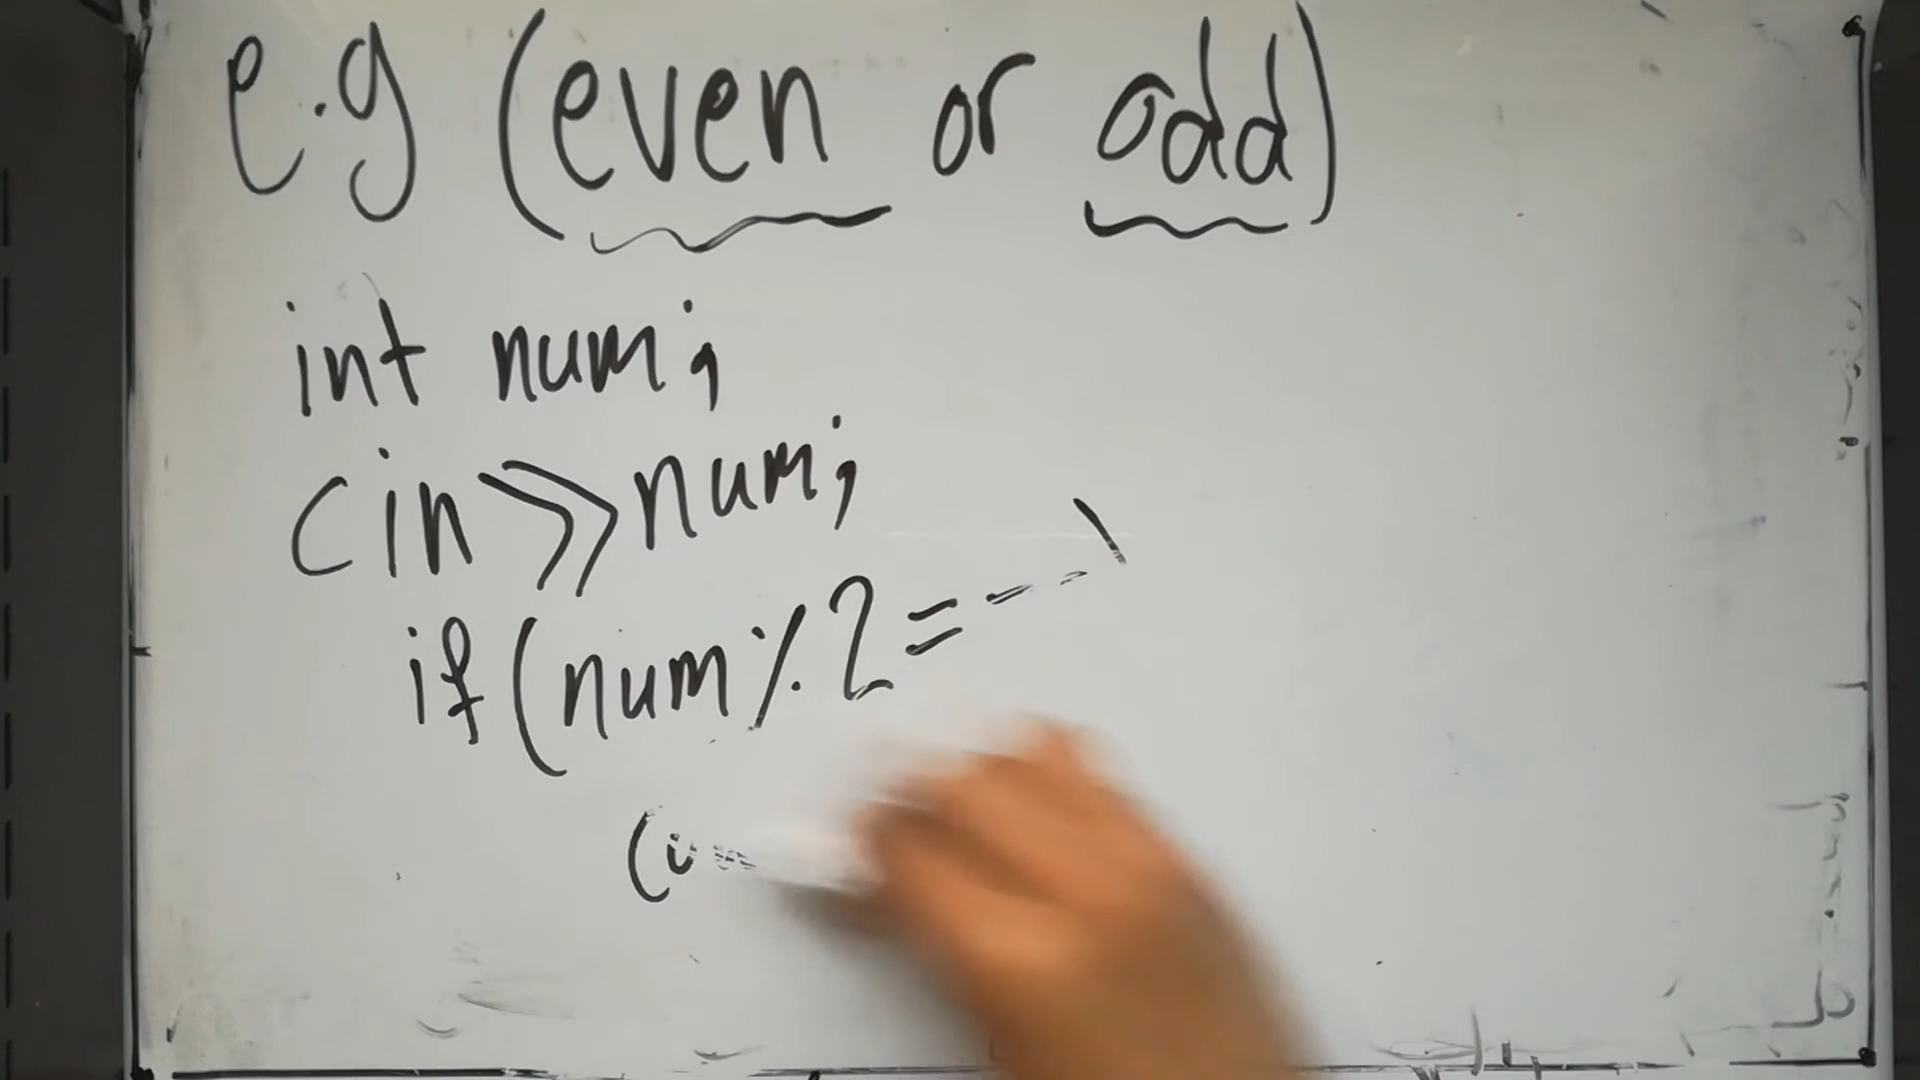 e.g (even or odd)
int num;
cin>>num;
if(num%2=